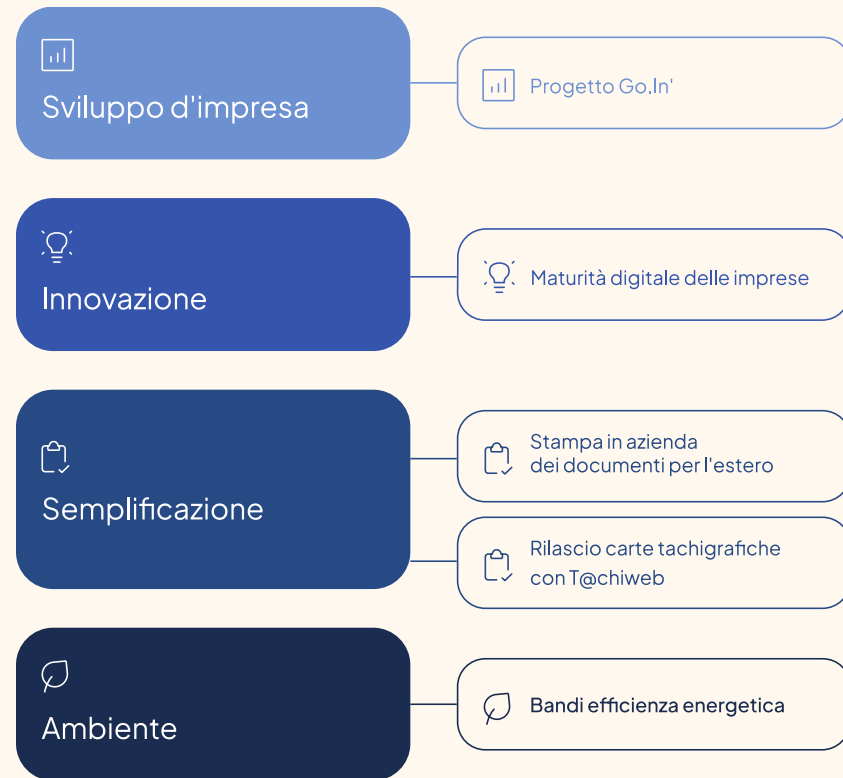 Sviluppo d'impresa
Progetto Go.In'
Innovazione
Maturità digitale delle imprese
Semplificazione
Stampa in azienda
dei documenti per l'estero
Rilascio carte tachigrafiche
con T@chiweb
Ambiente
Bandi efficienza energetica